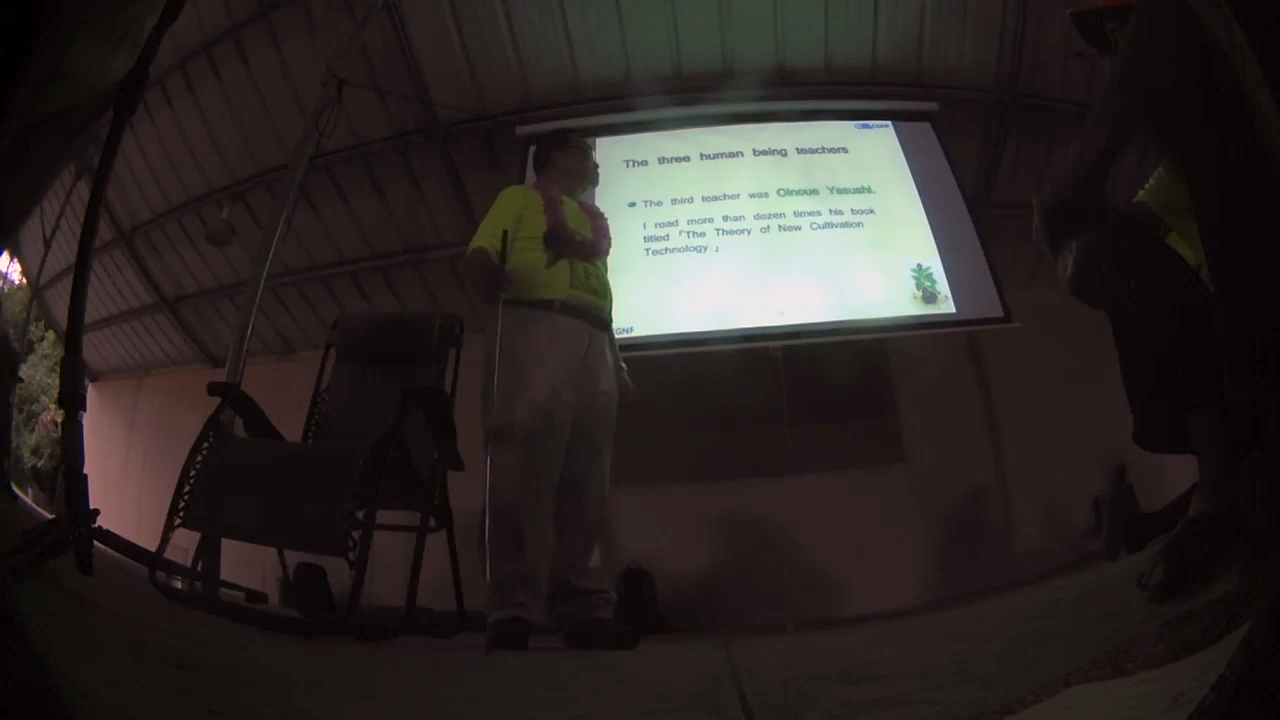 The three human being teachers
The third teacher was Oinoue Yasushi.
I read more than dozen times his book
titled「The Theory of New Cultivation
Technology」
GNF